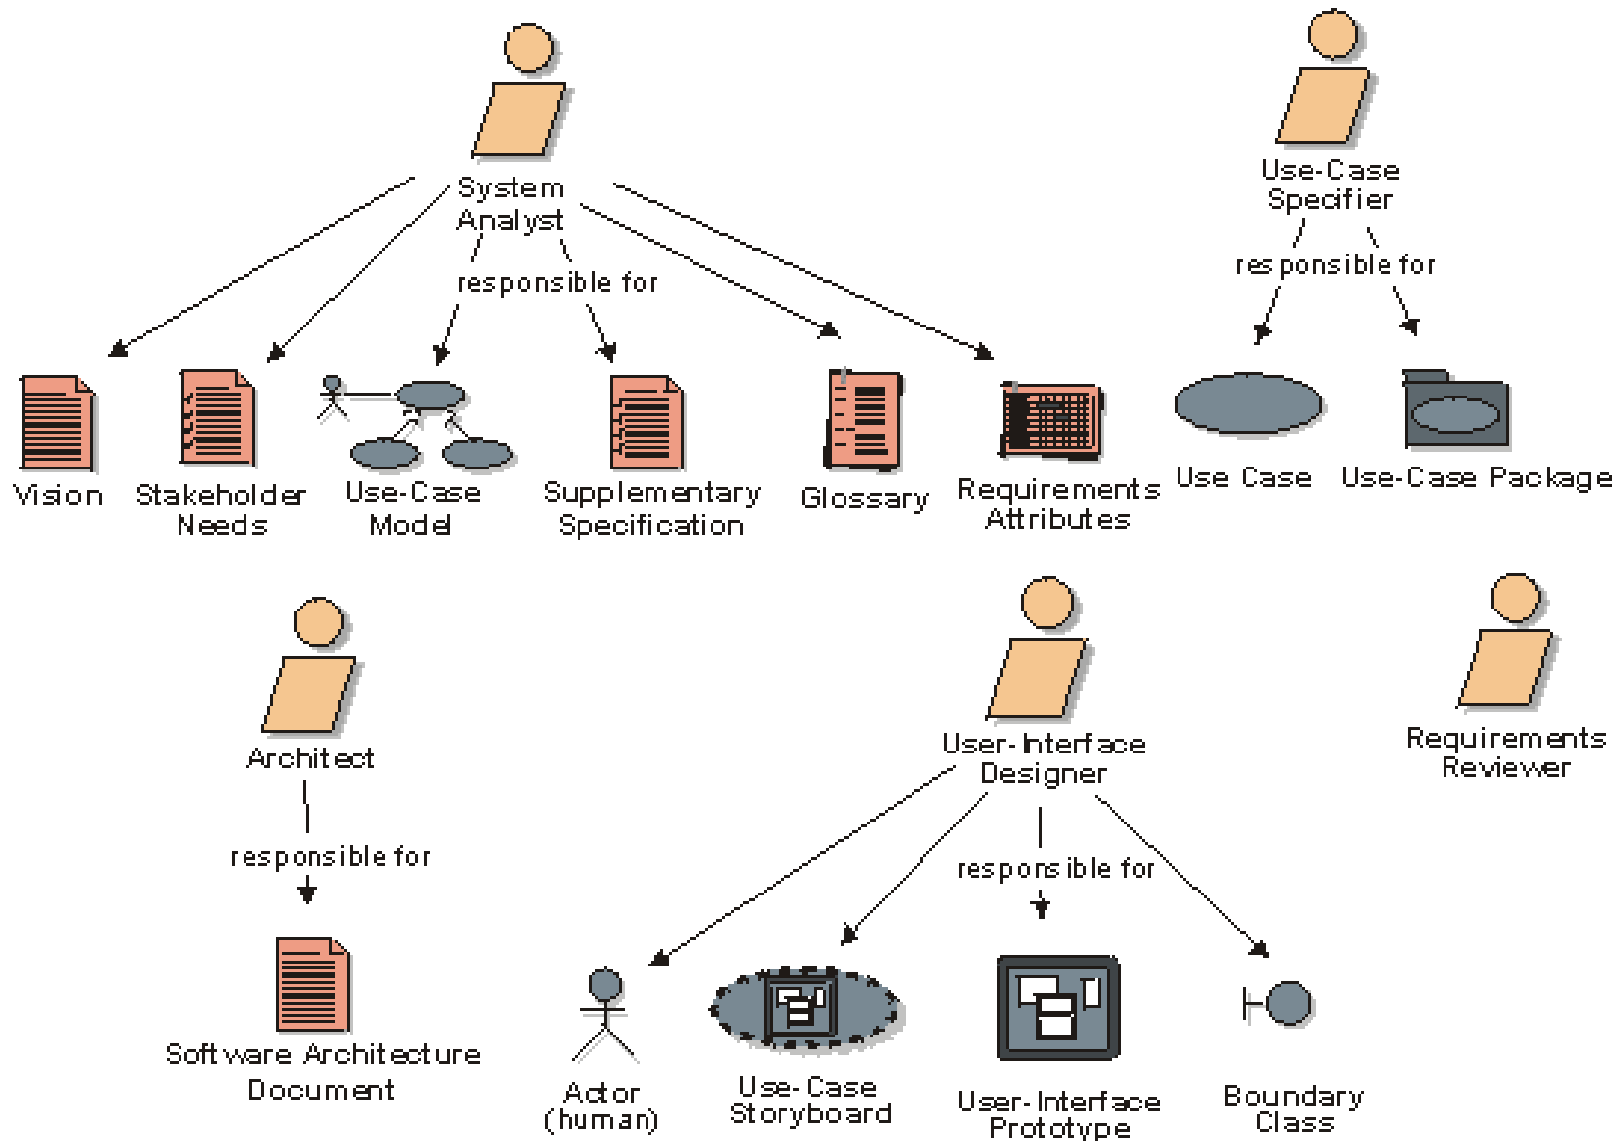 System
Analyst
responsible for
Use-Case
Specifier
responsible for
Vision
Stakeholder
Needs
Use-Case
Model
Supplementary
Specification
Glossary
Requirements
Attributes
Use Case
Use-Case Package
Architect
responsible for
Software Architecture
Document
User-Interface
Designer
responsible for
Requirements
Reviewer
Actor
(human)
Use-Case
Storyboard
User-Interface
Prototype
Boundary
Class